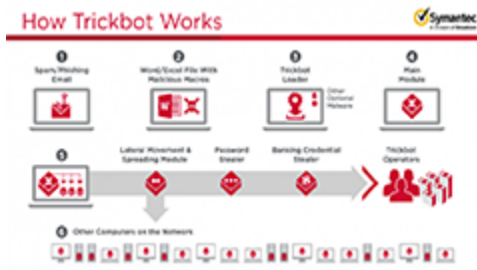 How Trickbot Works
Symantec
1
2
3
4
Spam/Phishing
Email
Word/Excel File With
Malicious Macros
Trickbot
Loader
Other
Optional
Malware
Main
Module
5
Lateral Movement &
Spreading Module
Password
Stealer
Banking Credential
Stealer
Trickbot
Operators
6 Other Computers on the Network